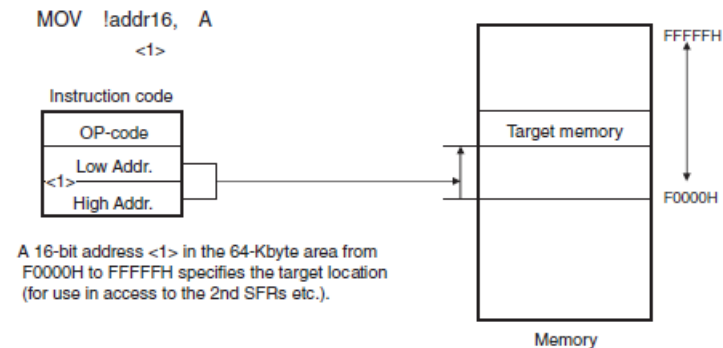 MOV !addr16, A
<1>
Instruction code
OP-code
Low Addr.
<1>
High Addr.
A 16-bit address <1> in the 64-Kbyte area from
F0000H to FFFFFH specifies the target location
(for use in access to the 2nd SFRs etc.).
FFFFFH
Target memory
F0000H
Memory